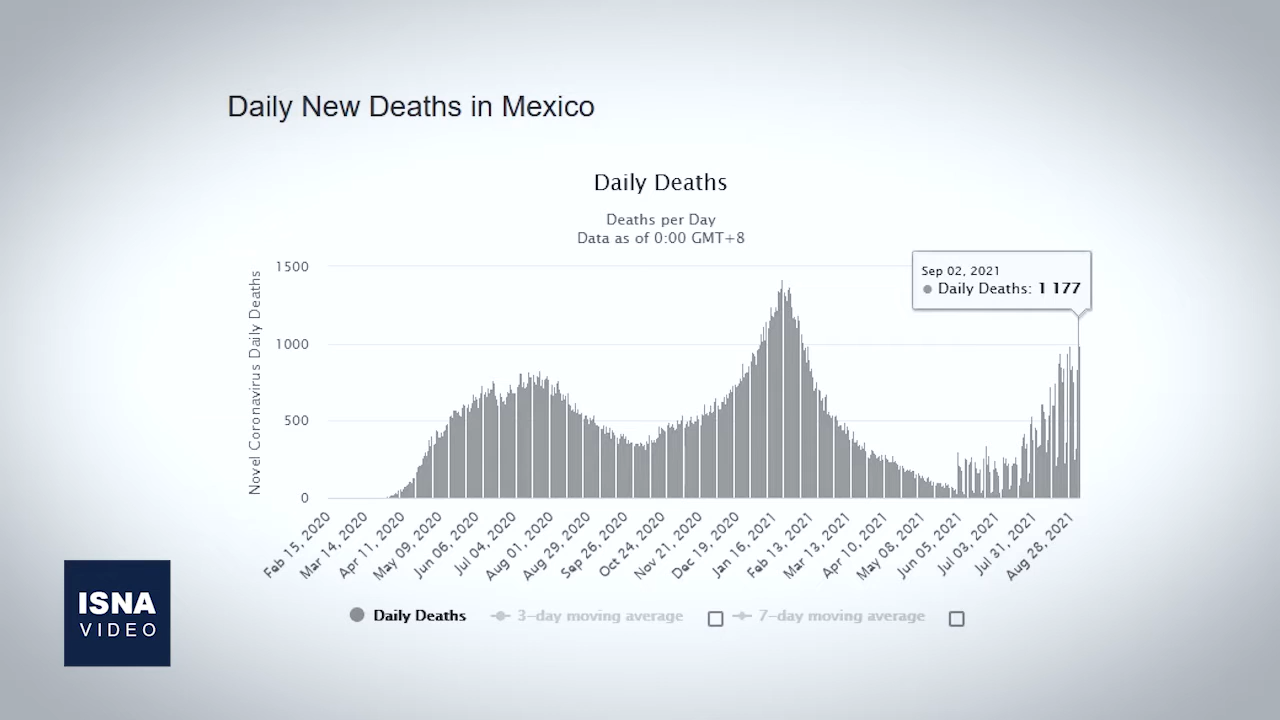 Daily New Deaths in Mexico
Daily Deaths
Deaths per Day
Data as of 0:00 GMT+8
Novel Coronavirus Daily Deaths
1500
1000
500
0
Sep 02, 2021
Daily Deaths: 1 177
Feb 15, 2020
Mar 14, 2020
Apr 11, 2020
May 09, 2020
Jun 06, 2020
Jul 04, 2020
Aug 01, 2020
Aug 29, 2020
Sep 26, 2020
Oct 24, 2020
Nov 21, 2020
Dec 19, 2020
Jan 16, 2021
Feb 13, 2021
Mar 13, 2021
Apr 10, 2021
May 08, 2021
Jun 05, 2021
Jul 03, 2021
Jul 31, 2021
Aug 28, 2021
Daily Deaths 3-day moving average 7-day moving average
ISNA
VIDEO